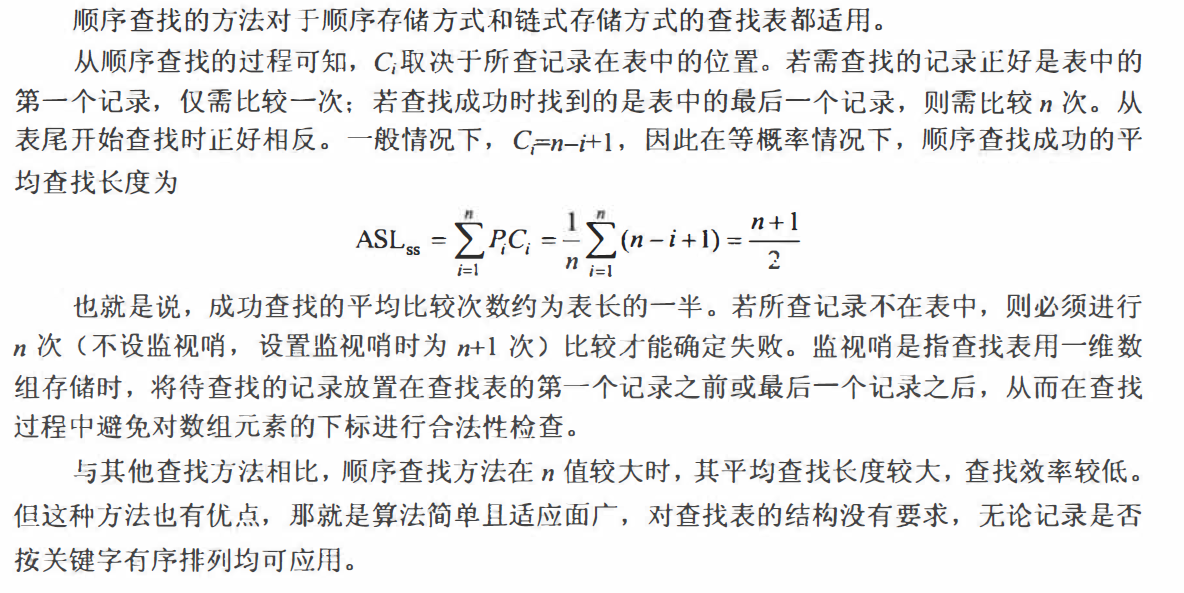 顺序查找的方法对于顺序存储方式和链式存储方式的查找表都适用。
从顺序查找的过程可知，Cᵢ取决于所查记录在表中的位置。若需查找的记录正好是表中的
第一个记录，仅需比较一次；若查找成功时找到的是表中的最后一个记录，则需比较 n 次。从
表尾开始查找时正好相反。一般情况下，Cᵢ=n–i+1，因此在等概率情况下，顺序查找成功的平
均查找长度为
ASLₛₛ = ∑ᵢ₌₁ⁿ PᵢCᵢ = 1/n ∑ᵢ₌₁ⁿ (n − i + 1) = (n + 1)/2
也就是说，成功查找的平均比较次数约为表长的一半。若所查记录不在表中，则必须进行
n 次（不设监视哨，设置监视哨时为 n+1 次）比较才能确定失败。监视哨是指查找表用一维数
组存储时，将待查找的记录放置在查找表的第一个记录之前或最后一个记录之后，从而在查找
过程中避免对数组元素的下标进行合法性检查。
与其他查找方法相比，顺序查找方法在 n 值较大时，其平均查找长度较大，查找效率较低。
但这种方法也有优点，那就是算法简单且适应面广，对查找表的结构没有要求，无论记录是否
按关键字有序排列均可应用。